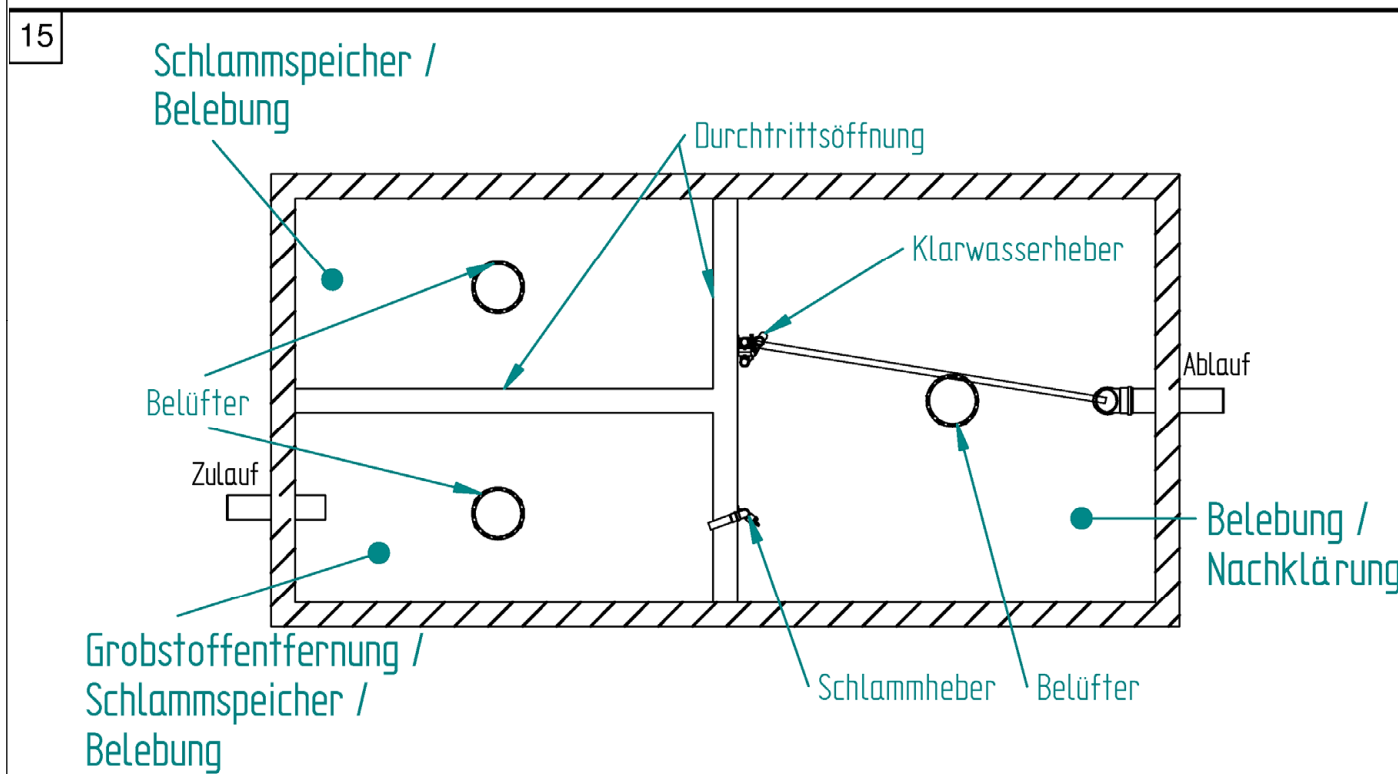 15
Schlammspeicher /
Belebung
Durchtrittsöffnung
Klarwasserheber
Ablauf
Belüfter
Zulauf
Belebung /
Nachklärung
Grobstoffentfernung /
Schlammspeicher /
Belebung
Schlammheber
Belüfter